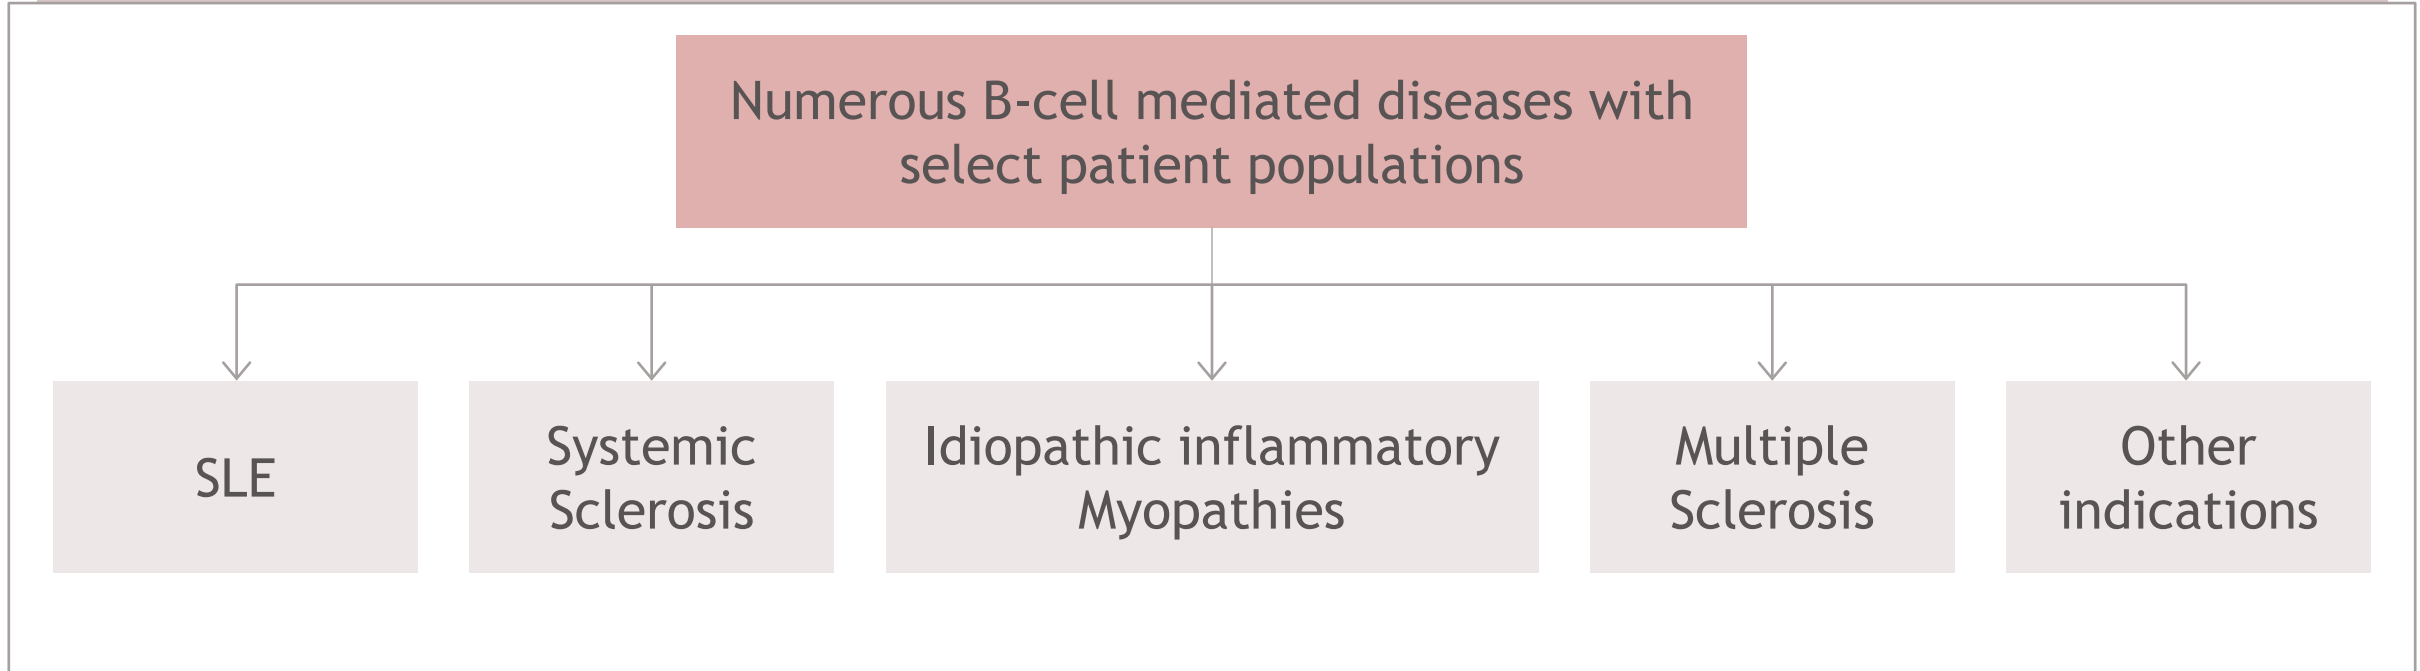 Numerous B-cell mediated diseases with
select patient populations
SLE
Systemic
Sclerosis
Idiopathic inflammatory
Myopathies
Multiple
Sclerosis
Other
indications